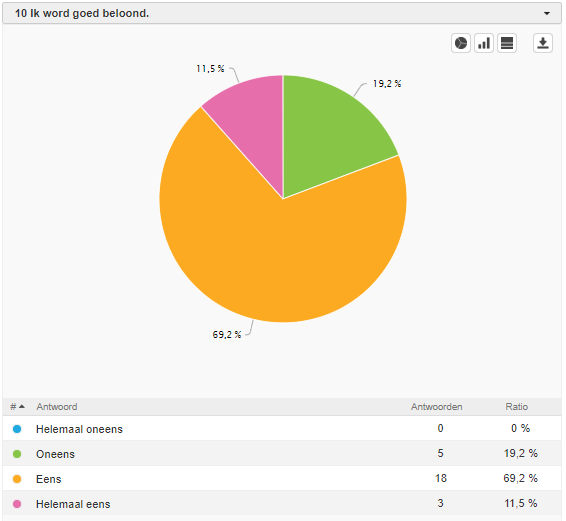 10 Ik word goed beloond.
11,5 %
19,2 %
69,2 %
# Antwoord Antwoorden Ratio
Helemaal oneens 0 0 %
Oneens 5 19,2 %
Eens 18 69,2 %
Helemaal eens 3 11,5 %